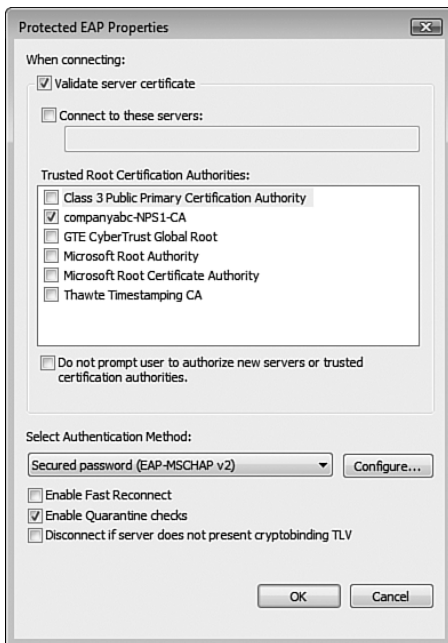 Protected EAP Properties
When connecting:
Validate server certificate
Connect to these servers:
Trusted Root Certification Authorities:
Class 3 Public Primary Certification Authority
companyabc-NPS1-CA
GTE CyberTrust Global Root
Microsoft Root Authority
Microsoft Root Certificate Authority
Thawte Timestamping CA
Do not prompt user to authorize new servers or trusted
certification authorities.
Select Authentication Method:
Secured password (EAP-MSCHAP v2)
Configure...
Enable Fast Reconnect
Enable Quarantine checks
Disconnect if server does not present cryptobinding TLV
OK
Cancel